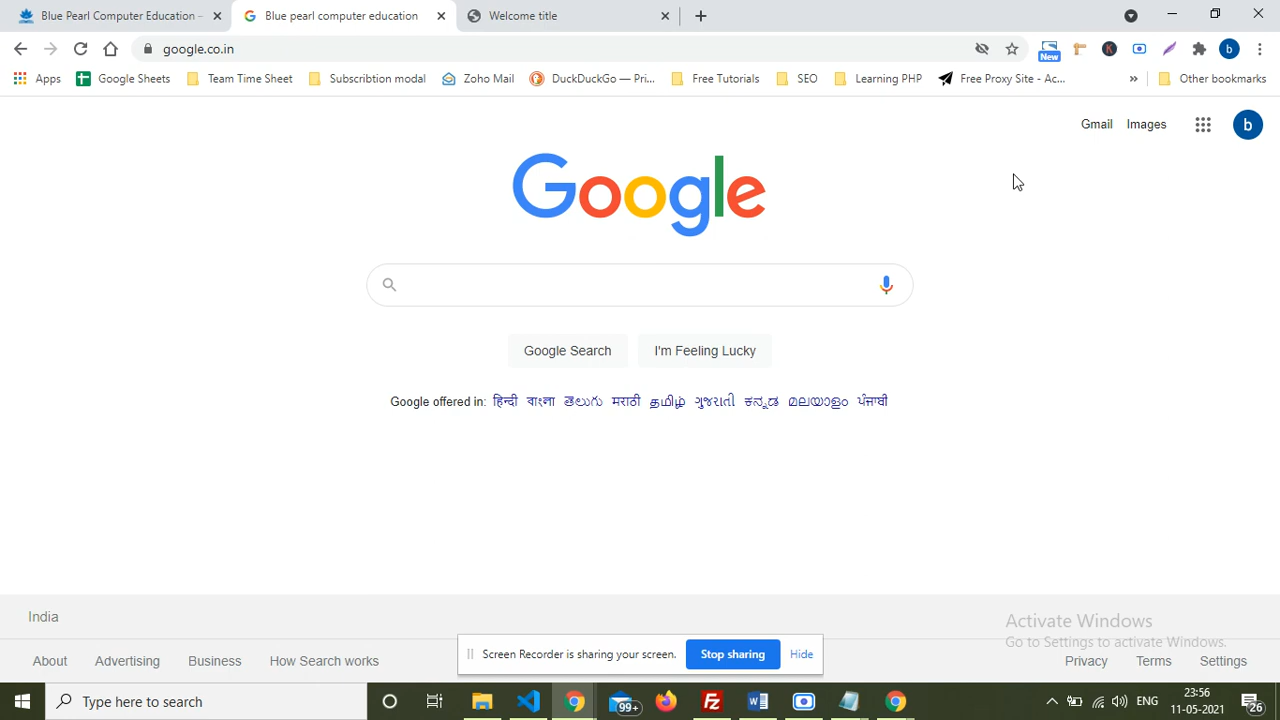 Blue Pearl Computer Education –
Blue pearl computer education
Welcome title
google.co.in
New
b
Apps
Google Sheets
Team Time Sheet
Subscribtion modal
Zoho Mail
DuckDuckGo — Pri...
Free Tutorials
SEO
Learning PHP
Free Proxy Site - Ac...
»
Other bookmarks
Gmail
Images
b
Google
Google Search
I'm Feeling Lucky
Google offered in: हिन्दी বাংলা తెలుగు मराठी தமிழ் ગુજરાતી ಕನ್ನಡ മലയാളം ਪੰਜਾਬੀ
India
Activate Windows
Go to Settings to activate Windows.
About
Advertising
Business
How Search works
Screen Recorder is sharing your screen.
Stop sharing
Hide
Privacy
Terms
Settings
Type here to search
99+
ENG
23:56
11-05-2021
26